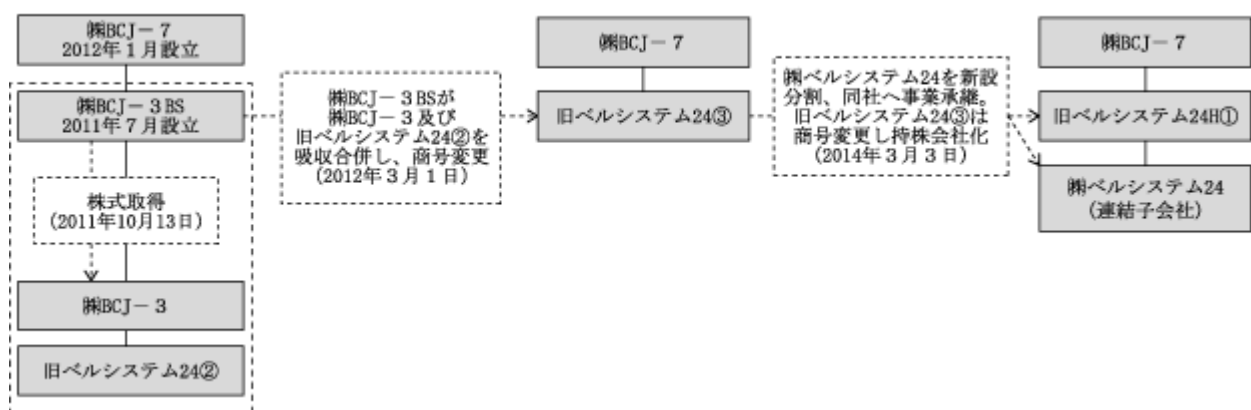 ㈱BCJ－7
2012年１月設立
㈱BCJ－３BS
2011年７月設立
株式取得
(2011年10月13日)
㈱BCJ－３
旧ベルシステム24②
㈱BCJ－３BSが
㈱BCJ－３及び
旧ベルシステム24②を
吸収合併し、商号変更
(2012年３月１日)
㈱BCJ－7
旧ベルシステム24③
㈱ベルシステム24を新設
分割、同社へ事業承継。
旧ベルシステム24③は
商号変更し持株会社化
(2014年３月３日)
㈱BCJ－7
旧ベルシステム24H①
㈱ベルシステム24
(連結子会社)